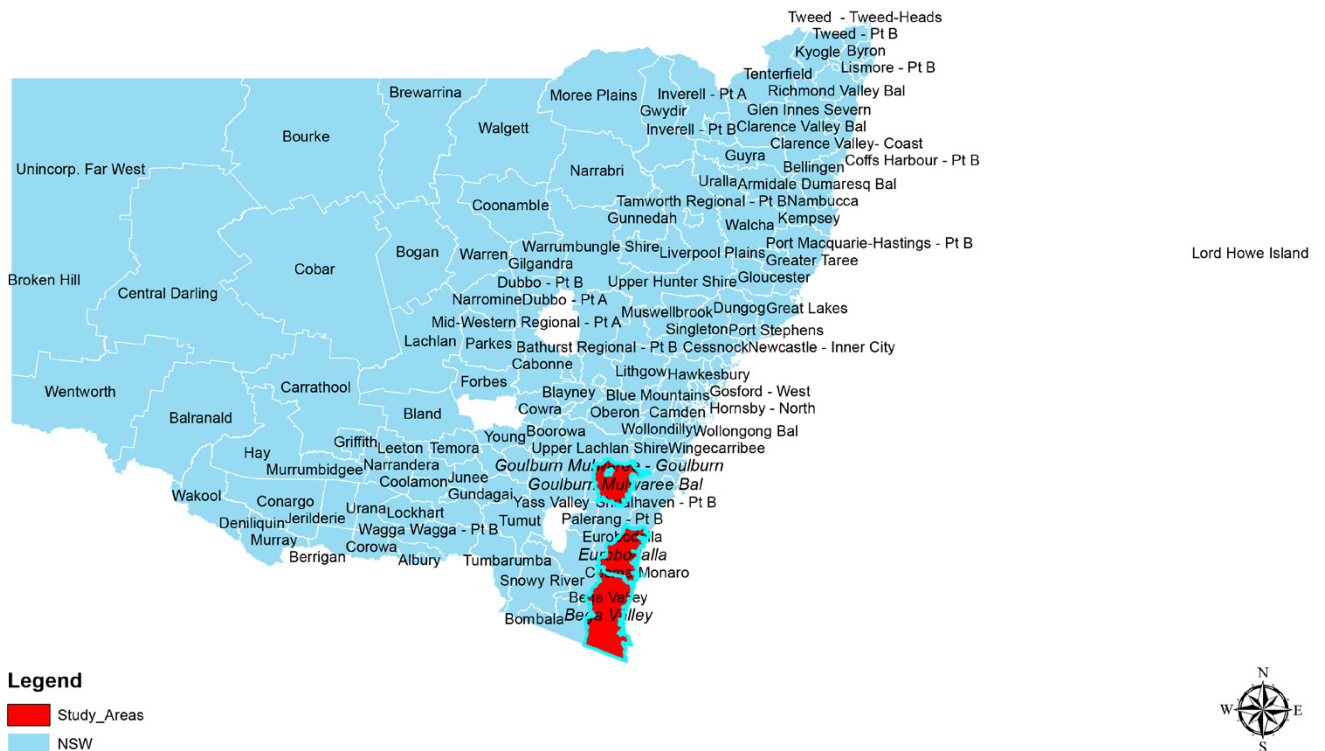 Tweed - Tweed-Heads
Tweed - Pt B
Kyogle Byron
Lismore - Pt B
Tenterfield
Richmond Valley Bal
Brewarrina
Moree Plains
Inverell - Pt A
Gwydir
Glen Innes Severn
Walgett
Inverell - Pt B
Clarence Valley Bal
Bourke
Clarence Valley- Coast
Guyra
Coffs Harbour - Pt B
Bellingen
Unincorp. Far West
Narrabri
Uralla
Armidale Dumaresq Bal
Tamworth Regional - Pt B
Nambucca
Coonamble
Gunnedah
Kempsey
Walcha
Port Macquarie-Hastings - Pt B
Warrumbungle Shire
Liverpool Plains
Bogan
Warren
Gilgandra
Greater Taree
Lord Howe Island
Cobar
Broken Hill
Central Darling
Dubbo - Pt B
Upper Hunter Shire
Gloucester
Narromine
Dubbo - Pt A
Muswellbrook
Dungog
Great Lakes
Mid-Western Regional - Pt A
Singleton
Port Stephens
Lachlan
Parkes
Bathurst Regional - Pt B
Cessnock
Newcastle - Inner City
Cabonne
Lithgow
Hawkesbury
Wentworth
Carrathool
Forbes
Blayney
Blue Mountains
Gosford - West
Balranald
Bland
Cowra
Oberon
Camden
Hornsby - North
Wollondilly
Wollongong Bal
Griffith
Leeton
Temora
Young
Boorowa
Hay
Upper Lachlan Shire
Wingecarribee
Murrumbidgee
Narrandera
Goulburn Mulwaree - Goulburn
Coolamon
Junee
Goulburn Mulwaree Bal
Wakool
Conargo
Gundagai
Urana
Lockhart
Yass Valley
Shoalhaven - Pt B
Deniliquin
Jerilderie
Wagga Wagga - Pt B
Tumut
Palerang - Pt B
Murray
Corowa
Eurobodalla
Berrigan
Albury
Tumbarumba
Eurobodalla
Cooma Monaro
Snowy River
Bega Valley
Bombala
Bega Valley
Legend
Study_Areas
NSW
N
W E
S